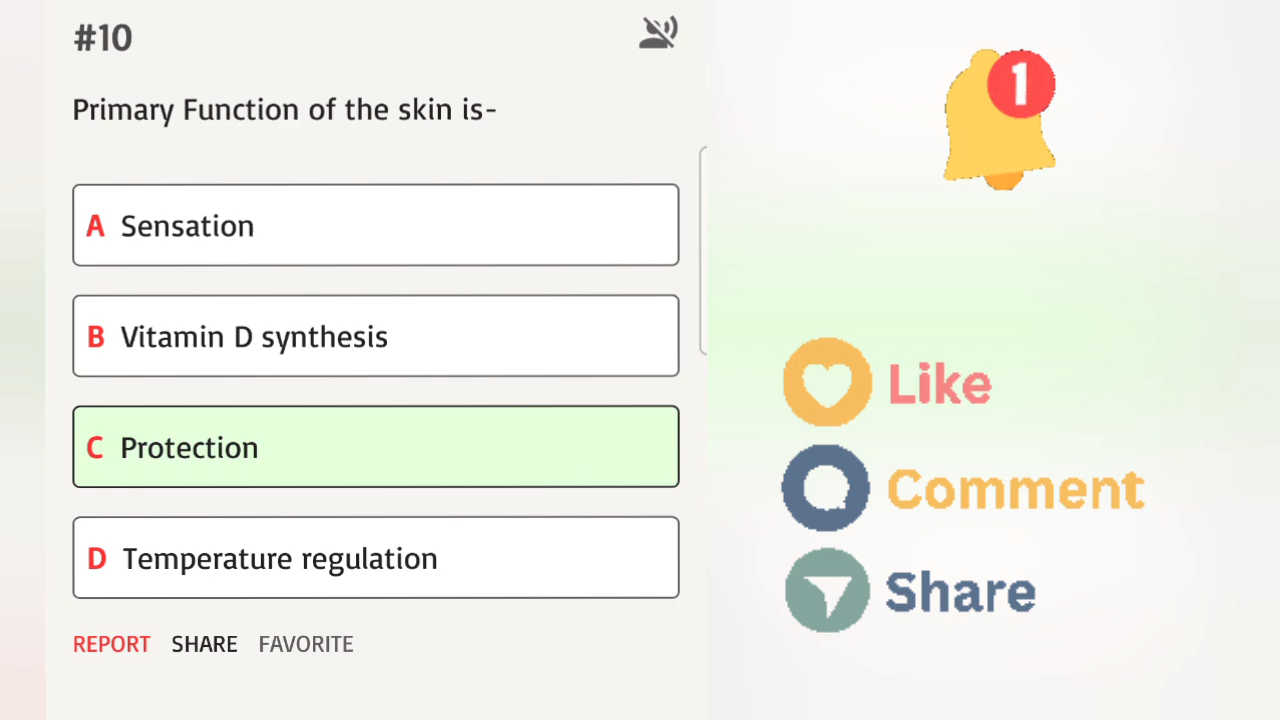 #10
Primary Function of the skin is-
A Sensation
B Vitamin D synthesis
C Protection
D Temperature regulation
REPORT SHARE FAVORITE
1
Like
Comment
Share